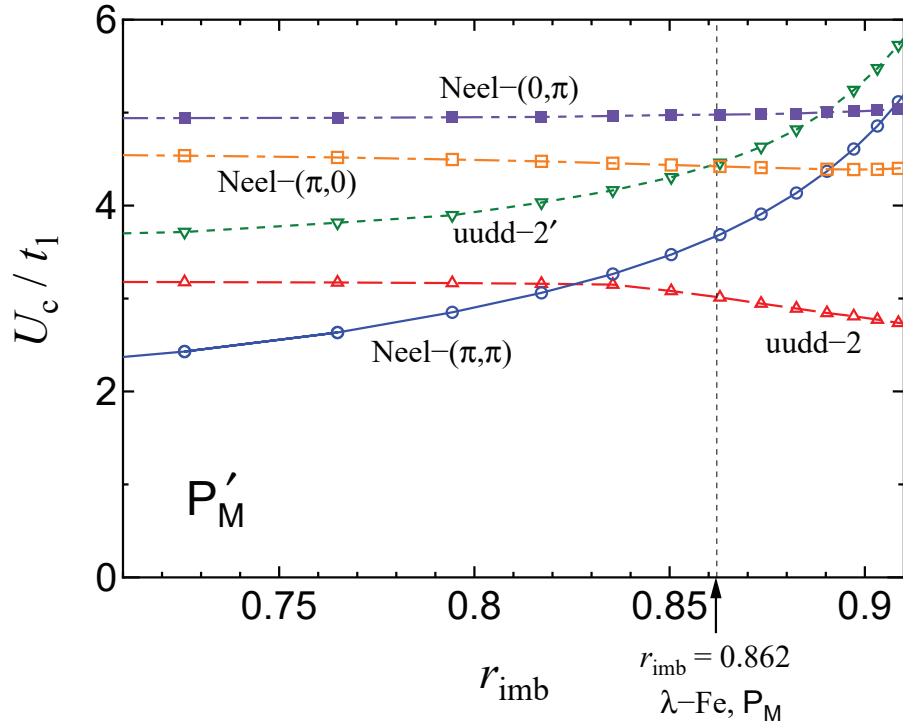 6
Neel−(0,π)
Neel−(π,0)
4
uudd−2′
U_c / t_1
Neel−(π,π)
uudd−2
2
P_M′
0
0.75 0.8 0.85 0.9
r_imb
r_imb = 0.862
λ−Fe, P_M